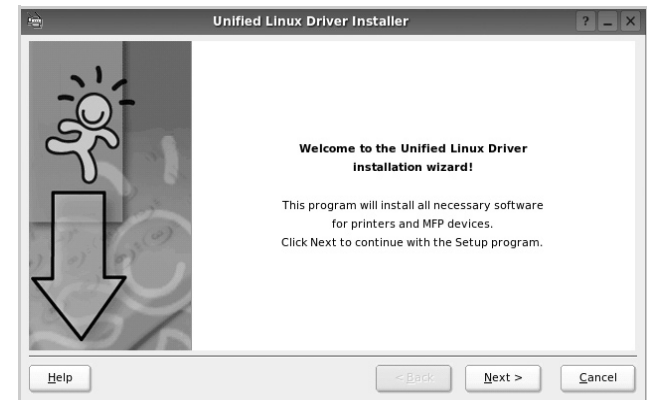 Unified Linux Driver Installer
?
Welcome to the Unified Linux Driver
installation wizard!
This program will install all necessary software
for printers and MFP devices.
Click Next to continue with the Setup program.
Help
< Back
Next >
Cancel